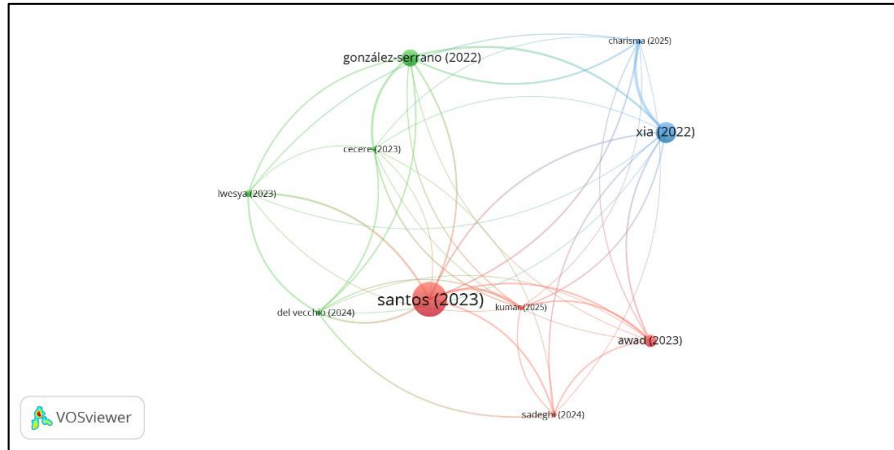 charisma (2025)
gonzález-serrano (2022)
xia (2022)
cecere (2023)
lwesya (2023)
santos (2023)
kumar (2025)
del vecchio (2024)
awad (2023)
sadeghi (2024)
VOSviewer